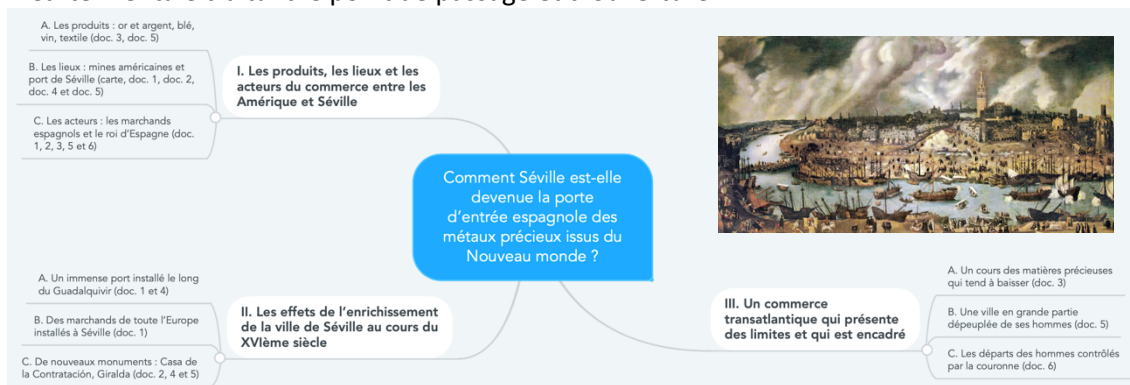 Comment Séville est-elle
devenue la porte
d'entrée espagnole des
métaux précieux issus du
Nouveau monde ?
I. Les produits, les lieux et les
acteurs du commerce entre les
Amérique et Séville
A. Les produits : or et argent, blé,
vin, textile (doc. 3, doc. 5)
B. Les lieux : mines américaines et
port de Séville (carte, doc. 1, doc. 2,
doc. 4 et doc. 5)
C. Les acteurs : les marchands
espagnols et le roi d'Espagne (doc.
1, 2, 3, 5 et 6)
II. Les effets de l'enrichissement
de la ville de Séville au cours du
XVIème siècle
A. Un immense port installé le long
du Guadalquivir (doc. 1 et 4)
B. Des marchands de toute l'Europe
installés à Séville (doc. 1)
C. De nouveaux monuments : Casa de
la Contratación, Giralda (doc. 2, 4 et 5)
III. Un commerce
transatlantique qui présente
des limites et qui est encadré
A. Un cours des matières précieuses
qui tend à baisser (doc. 3)
B. Une ville en grande partie
dépeuplée de ses hommes (doc. 5)
C. Les départs des hommes contrôlés
par la couronne (doc. 6)